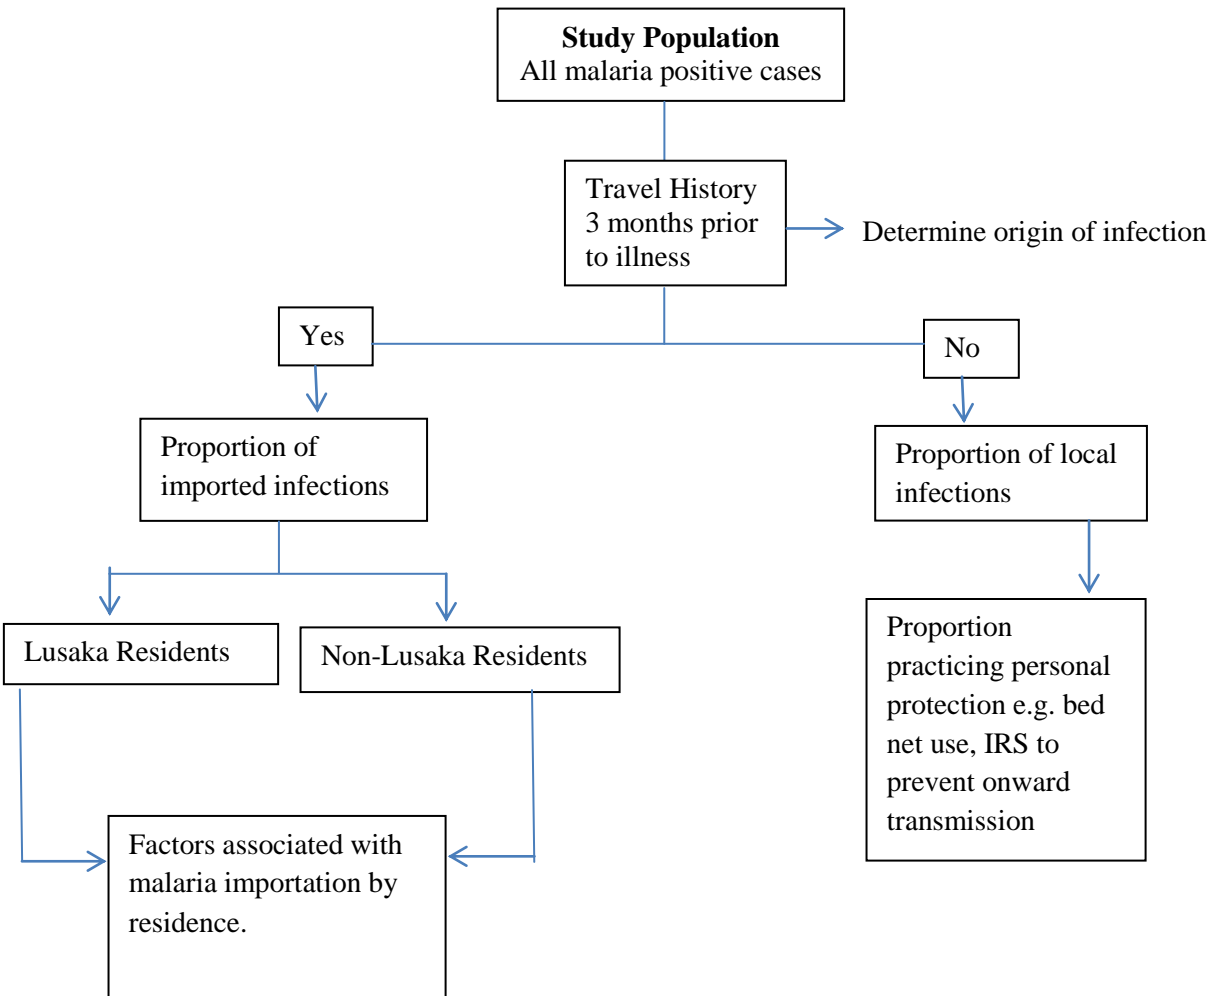 Study Population
All malaria positive cases
Travel History
3 months prior
to illness
Determine origin of infection
Yes
No
Proportion of
imported infections
Proportion of local
infections
Lusaka Residents
Non-Lusaka Residents
Proportion
practicing personal
protection e.g. bed
net use, IRS to
prevent onward
transmission
Factors associated with
malaria importation by
residence.